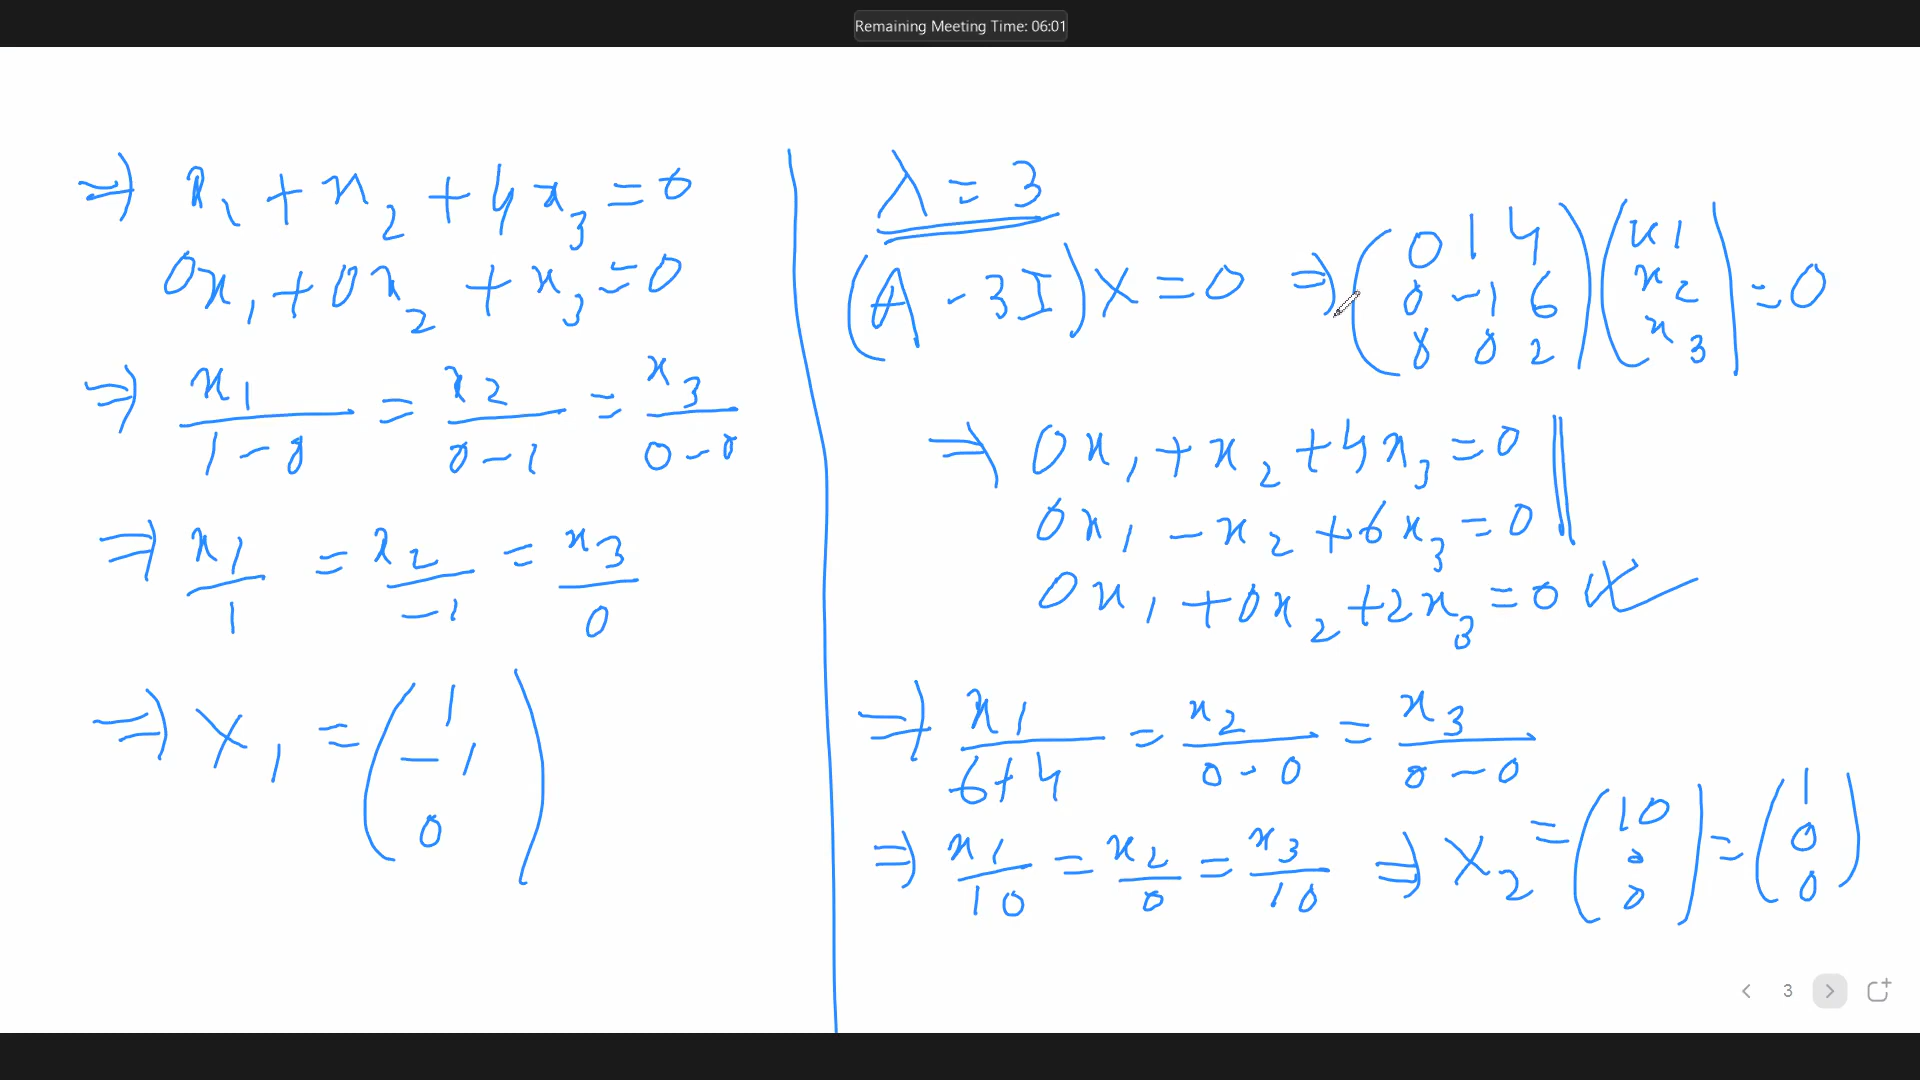 Remaining Meeting Time: 06:01
⇒ x₁ + x₂ + 4x₃ = 0
0x₁ + 0x₂ + x₃ = 0
⇒ x₁/(1-0) = x₂/(0-1) = x₃/(0-0)
⇒ x₁/1 = x₂/-1 = x₃/0
⇒ X₁ = (1
-1
0)
λ = 3
(A - 3I) X = 0 ⇒ (0 1 4
0 -1 6
0 0 2) (x1
x2
x3) = 0
⇒ 0x₁ + x₂ + 4x₃ = 0
0x₁ - x₂ + 6x₃ = 0
0x₁ + 0x₂ + 2x₃ = 0
⇒ x₁/(6+4) = x₂/(0-0) = x₃/(0-0)
⇒ x₁/10 = x₂/0 = x₃/10 ⇒ X₂ = (10
0
0) = (1
0
0)
3